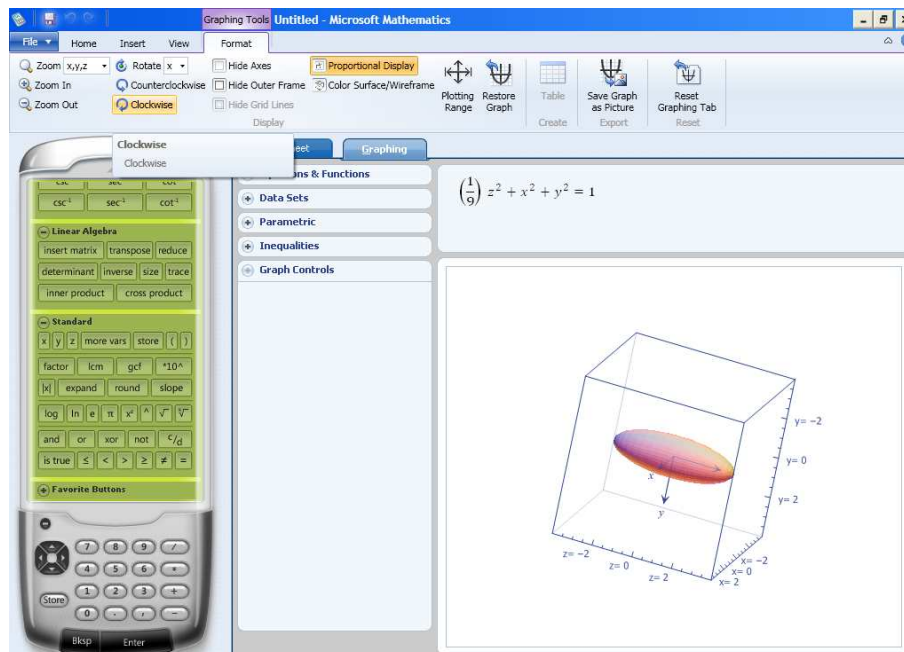 Graphing Tools Untitled - Microsoft Mathematics
File Home Insert View Format
Zoom x,y,z Rotate x Hide Axes Proportional Display
Zoom In Counterclockwise Hide Outer Frame Color Surface/Wireframe
Zoom Out Clockwise Hide Grid Lines
Plotting Range Restore Graph Table Save Graph as Picture Reset Graphing Tab
Display Create Export Reset
Clockwise
Clockwise
Graphing
& Functions
Data Sets
Parametric
Inequalities
Graph Controls
csc⁻¹ sec⁻¹ cot⁻¹
Linear Algebra
insert matrix transpose reduce
determinant inverse size trace
inner product cross product
Standard
x y z more vars store ( )
factor lcm gcf *10^
|x| expand round slope
log ln e π ^ √
and or xor not c/d
is true ≤ < > ≥ ≠ =
Favorite Buttons
7 8 9 /
4 5 6 *
Store 1 2 3 +
0 . , −
Bksp Enter
(1/9) z² + x² + y² = 1
y= −2
y= 0
y= 2
x
y
z= −2
z= 0
z= 2
x= −2
x= 0
x= 2